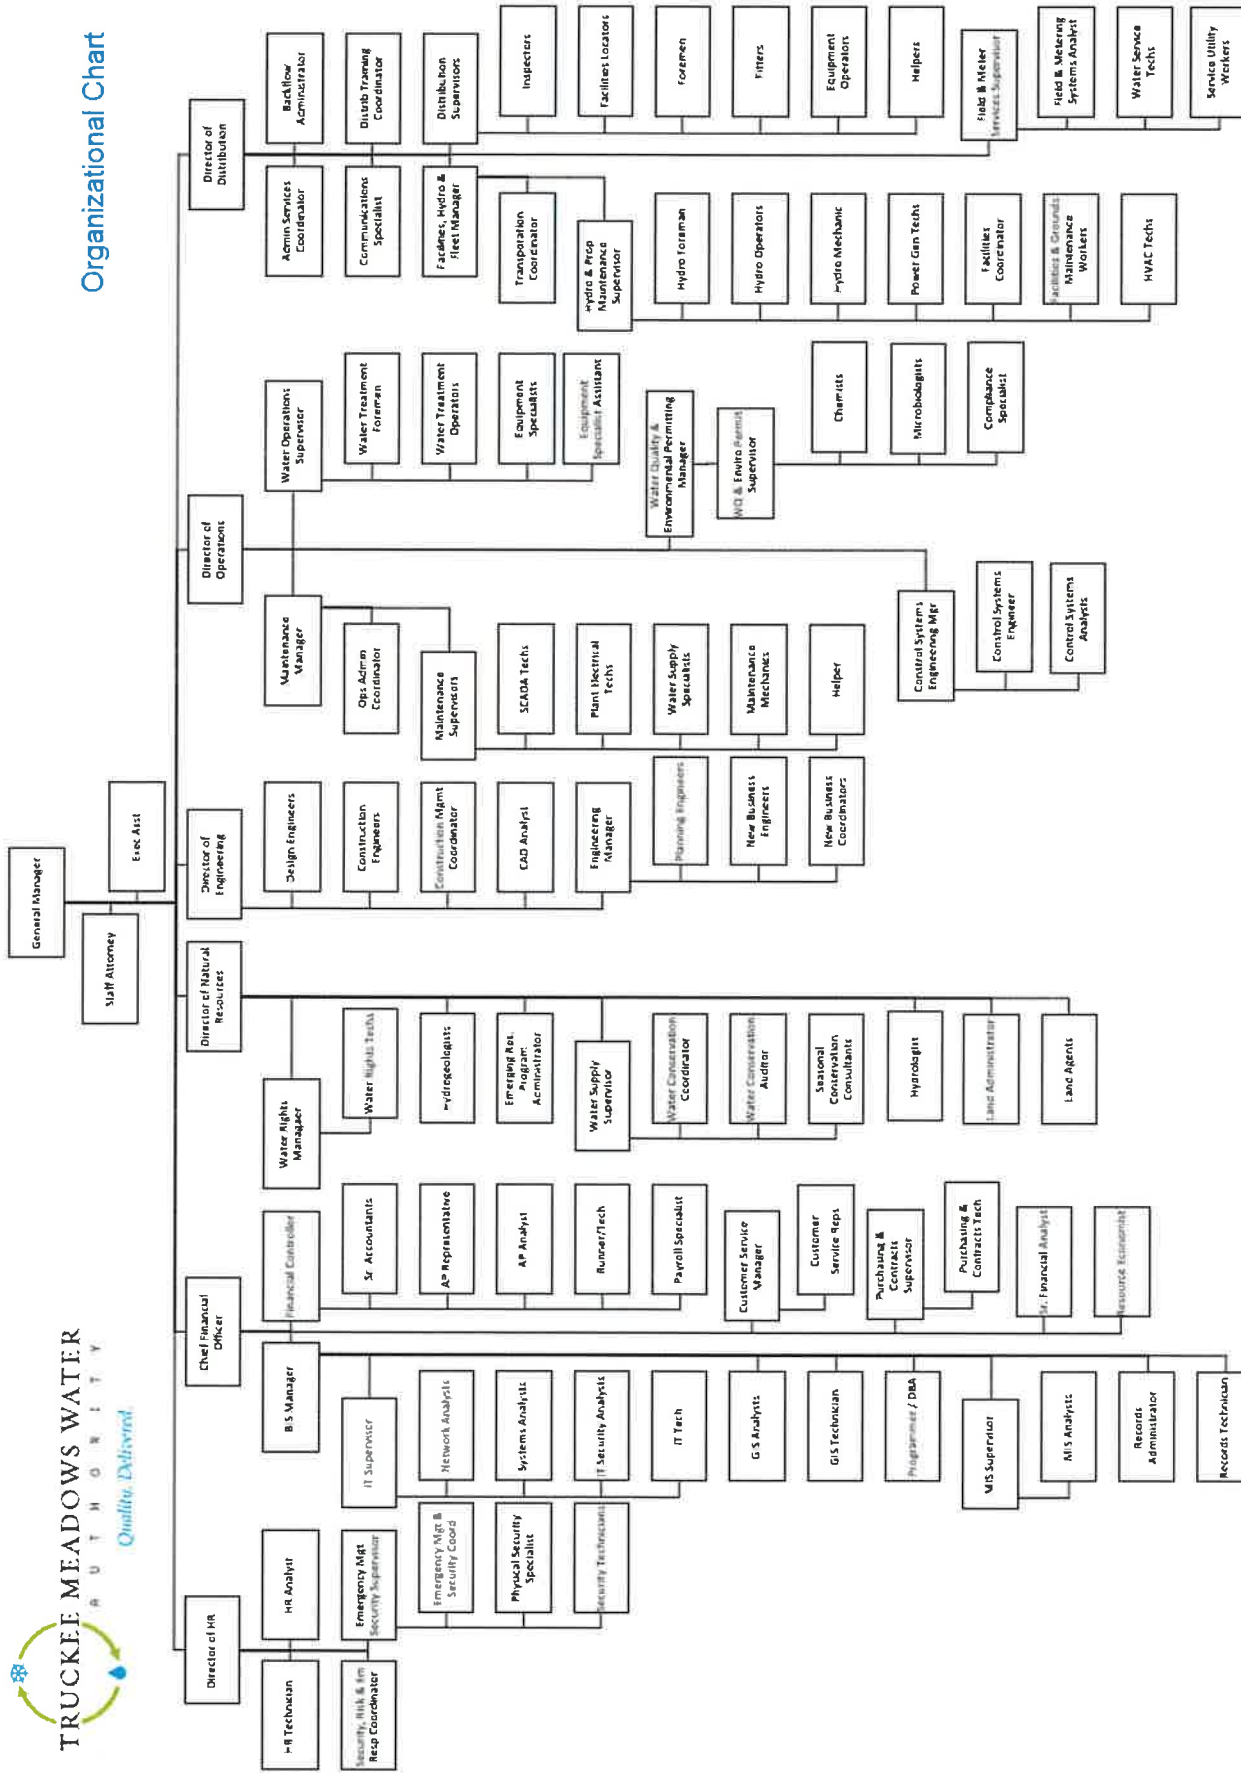 TRUCKEE MEADOWS WATER
AUTHORITY
Quality. Delivered.
Organizational Chart
General Manager
Staff Attorney
Exec Asst
Director of HR
HR Technician
HR Analyst
Security, Risk & Em
Resp Coordinator
Emergency Mgt
Security Supervisor
Emergency Mgt &
Security Coord
Physical Security
Specialist
Security Technicians
Chief Financial
Officer
BIS Manager
IT Supervisor
Network Analysts
Systems Analysts
IT Security Analysts
IT Tech
GIS Analysts
GIS Technician
Programmer / DBA
MIS Supervisor
MIS Analysts
Records
Administrator
Records Technician
Financial Controller
Sr. Accountants
AP Representative
AP Analyst
Runner/Tech
Payroll Specialist
Customer Service
Manager
Customer
Service Reps
Purchasing &
Contracts
Supervisor
Purchasing &
Contracts Tech
Sr. Financial Analyst
Resource Economist
Director of Natural
Resources
Water Rights
Manager
Water Rights Techs
Hydrogeologists
Emerging Res.
Program
Administrator
Water Supply
Supervisor
Water Conservation
Coordinator
Water Conservation
Auditor
Seasonal
Conservation
Consultants
Hydrologist
Land Administrator
Land Agents
Director of
Engineering
Design Engineers
Construction
Engineers
Construction Mgmt
Coordinator
CAD Analyst
Engineering
Manager
Planning Engineers
New Business
Engineers
New Business
Coordinators
Director of
Operations
Maintenance
Manager
Ops Admin
Coordinator
Maintenance
Supervisors
SCADA Techs
Plant Electrical
Techs
Water Supply
Specialists
Maintenance
Mechanics
Helper
Water Operations
Supervisor
Water Treatment
Foreman
Water Treatment
Operators
Equipment
Specialists
Equipment
Specialist Assistant
Water Quality &
Environmental Permitting
Manager
WQ & Enviro Permit
Supervisor
Chemists
Microbiologists
Compliance
Specialist
Control Systems
Engineering Mgr
Control Systems
Engineer
Control Systems
Analysts
Director of
Distribution
Admin Services
Coordinator
Backflow
Administrator
Communications
Specialist
Distrib Training
Coordinator
Facilities, Hydro &
Fleet Manager
Distribution
Supervisors
Transporation
Coordinator
Hydro & Prop
Maintenance
Supervisor
Hydro Foreman
Hydro Operators
Hydro Mechanic
Power Gen Techs
Facilities
Coordinator
Facilities & Grounds
Maintenance
Workers
HVAC Techs
Inspectors
Facilities Locators
Foremen
Fitters
Equipment
Operators
Helpers
Field & Meter
Services Supervisor
Field & Metering
Systems Analyst
Water Service
Techs
Service Utility
Workers